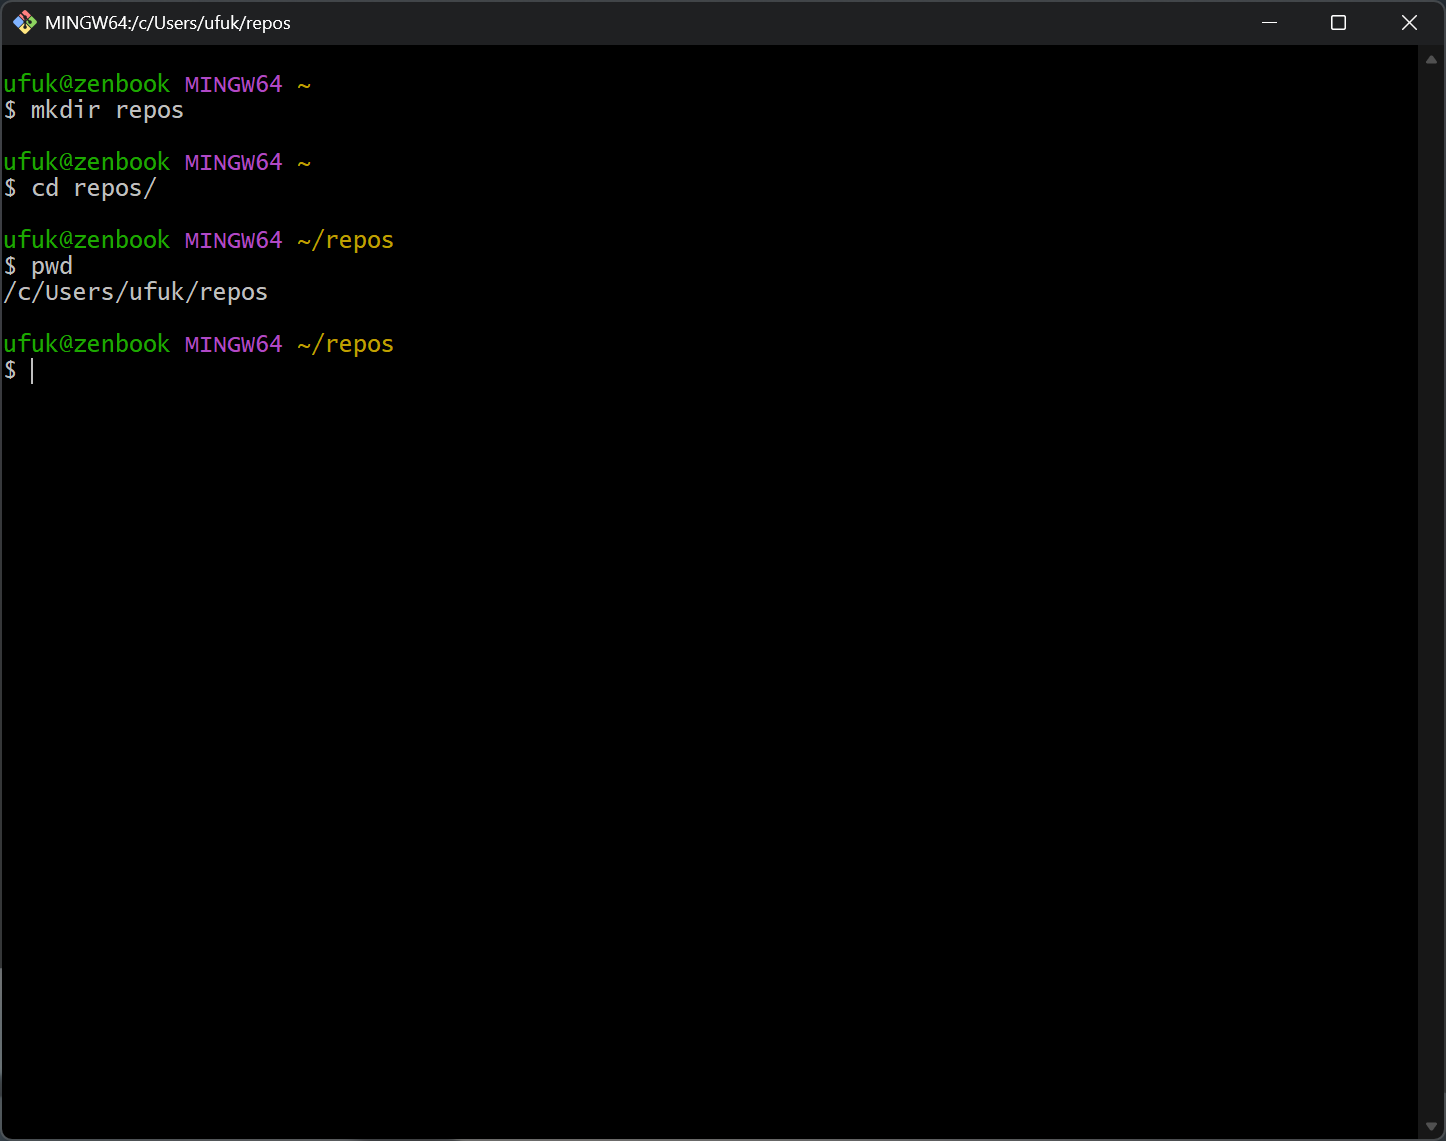 MINGW64:/c/Users/ufuk/repos
ufuk@zenbook MINGW64 ~
$ mkdir repos
ufuk@zenbook MINGW64 ~
$ cd repos/
ufuk@zenbook MINGW64 ~/repos
$ pwd
/c/Users/ufuk/repos
ufuk@zenbook MINGW64 ~/repos
$